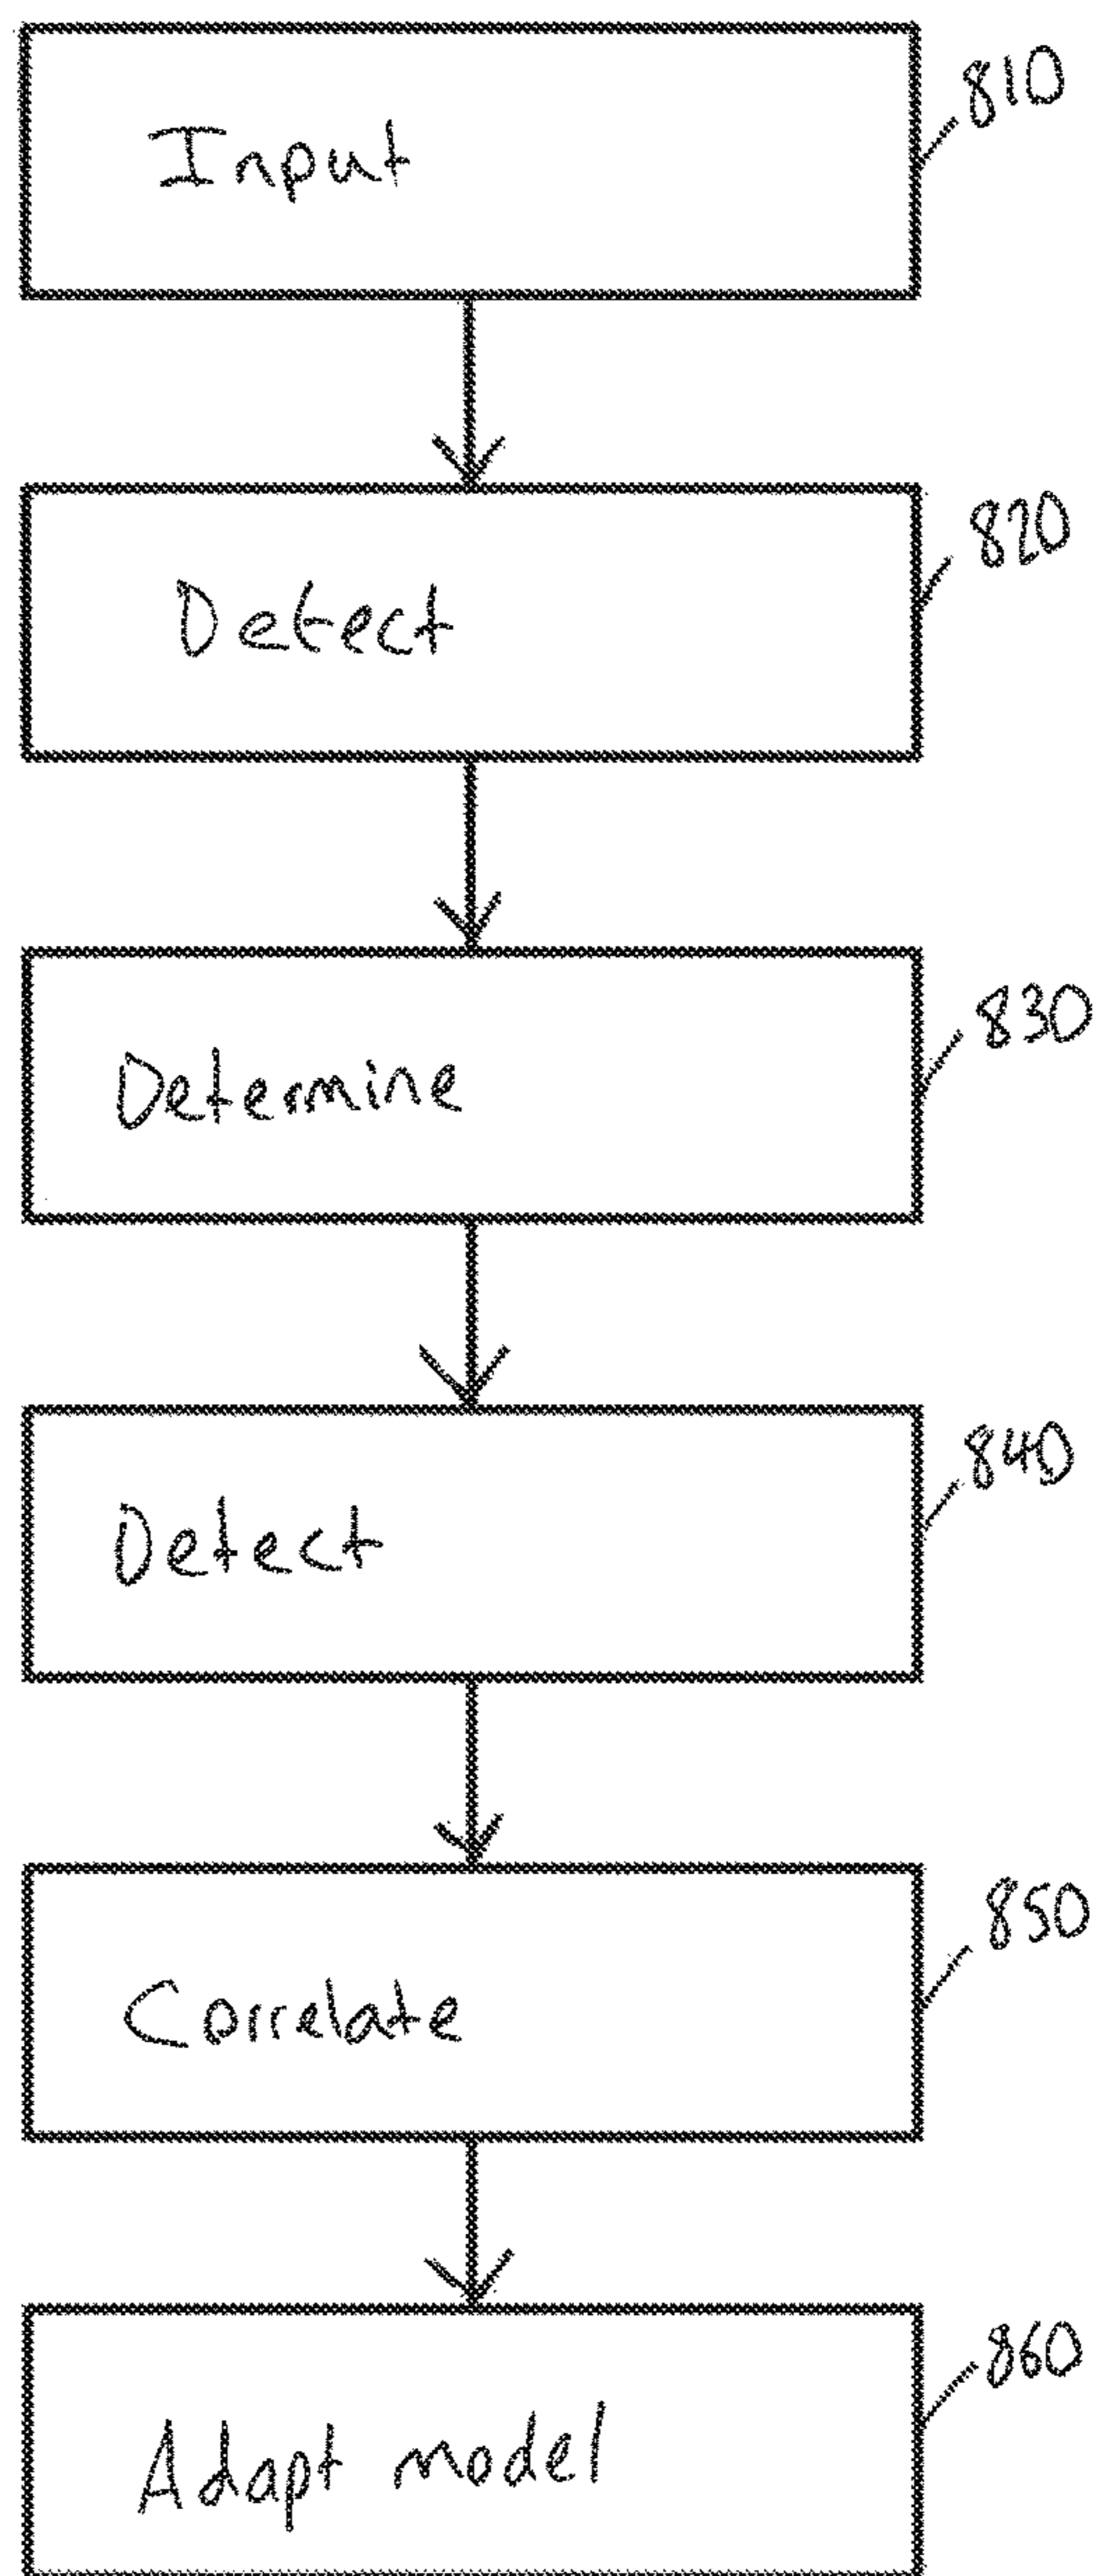 Input
810
Detect
820
Determine
830
Detect
840
Correlate
850
Adapt model
860